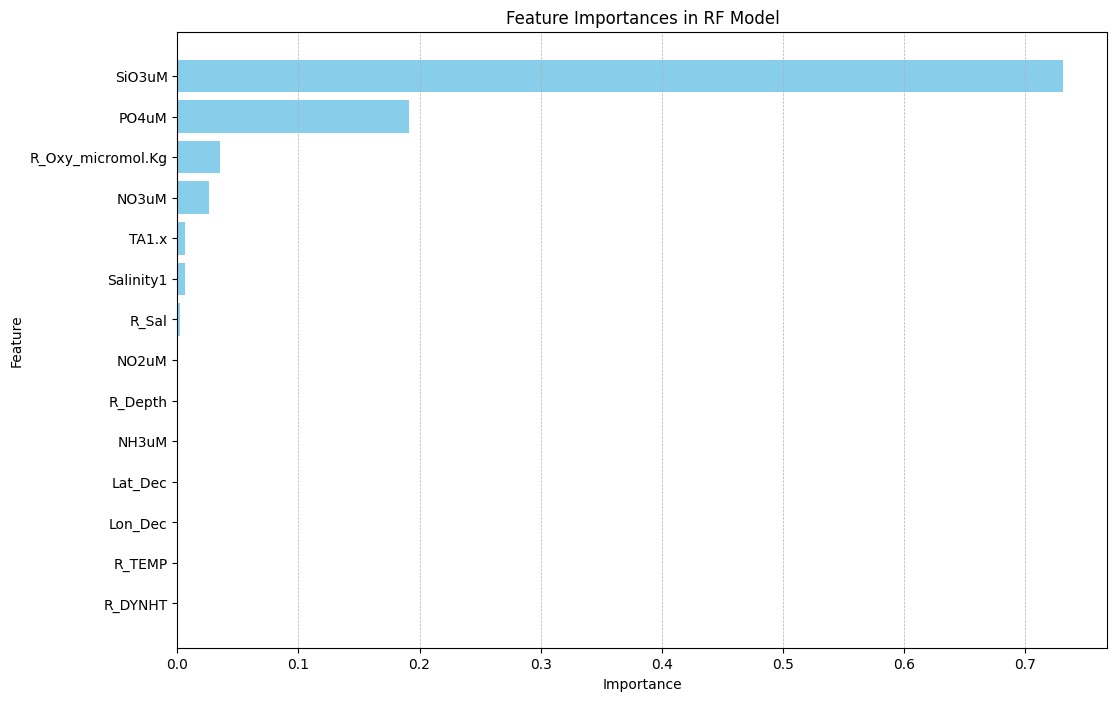 Feature Importances in RF Model
SiO3uM
PO4uM
R_Oxy_micromol.Kg
NO3uM
TA1.x
Salinity1
R_Sal
NO2uM
R_Depth
NH3uM
Lat_Dec
Lon_Dec
R_TEMP
R_DYNHT
Feature
0.0 0.1 0.2 0.3 0.4 0.5 0.6 0.7
Importance